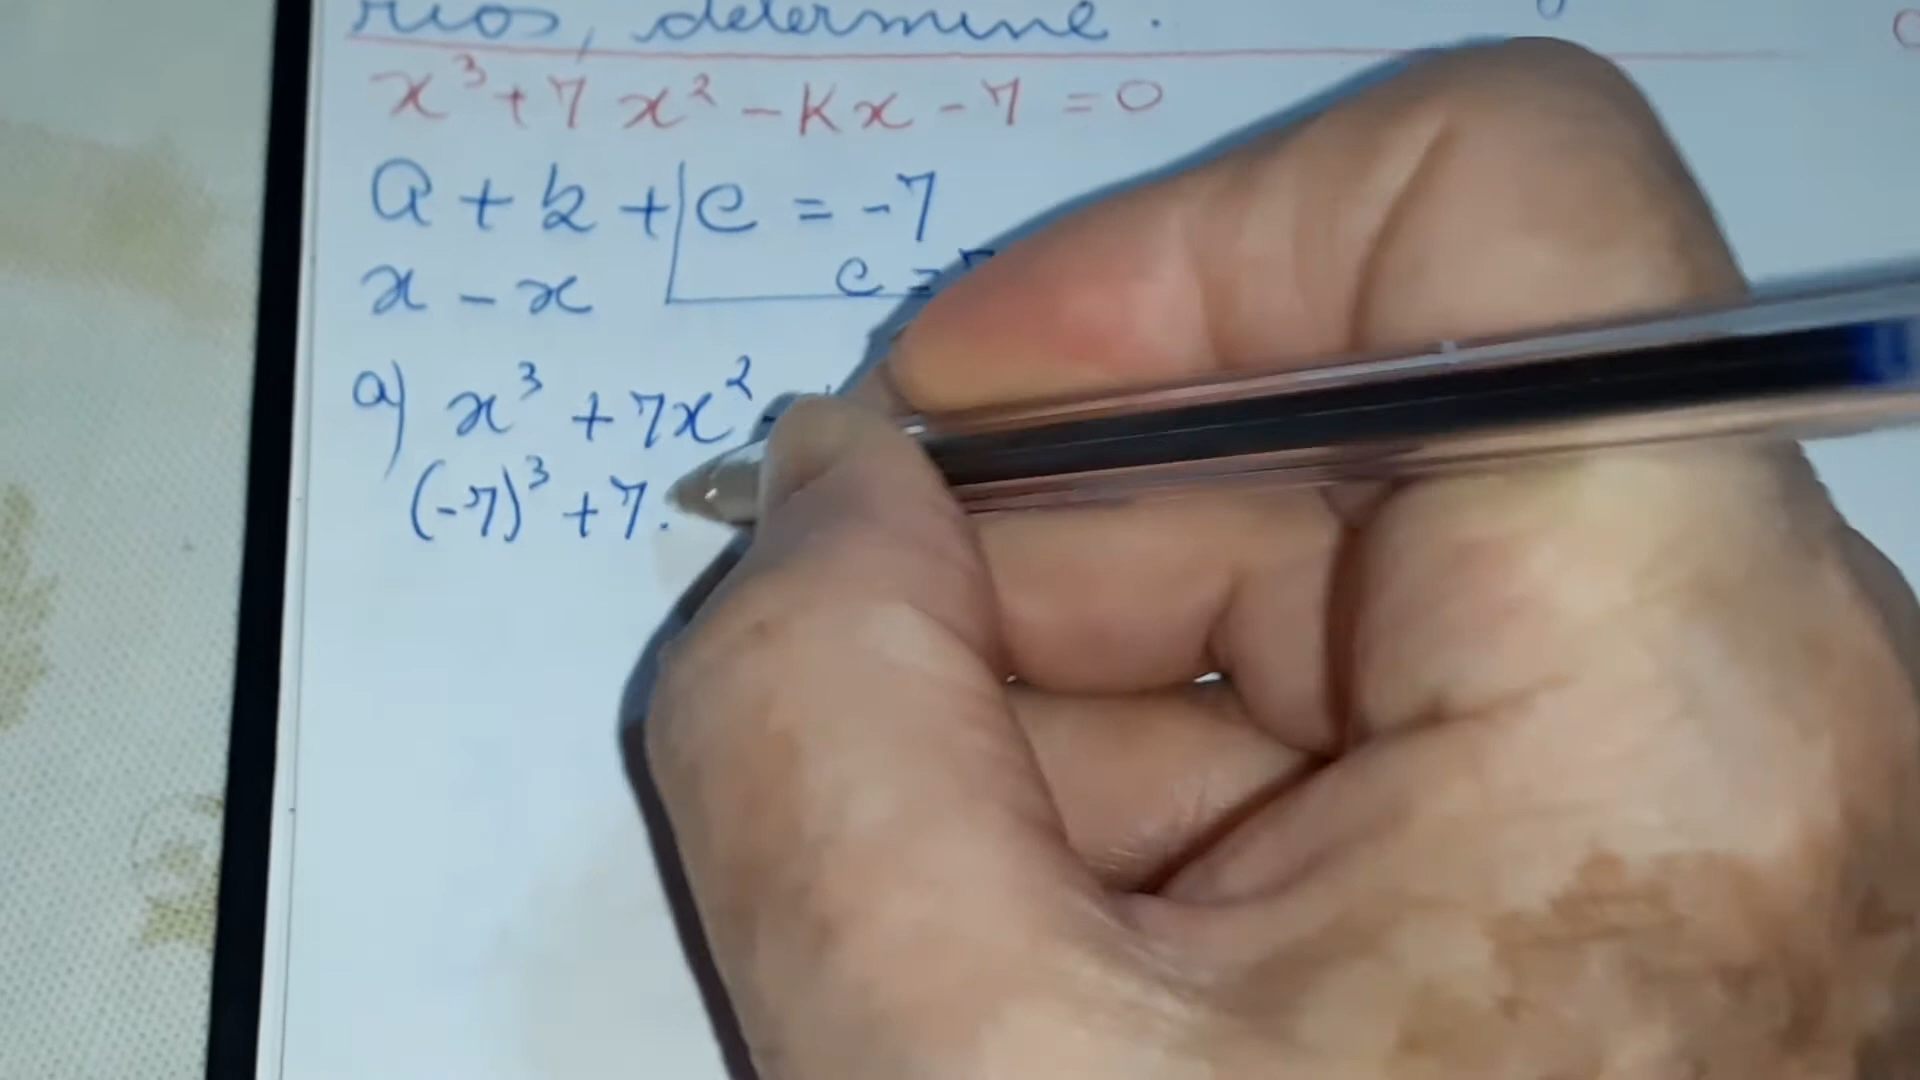 rios, determine.
x³ + 7x² - Kx - 7 = 0
a + b + c = -7
x - x c =
a) x³ + 7x²
(-7)³ + 7.